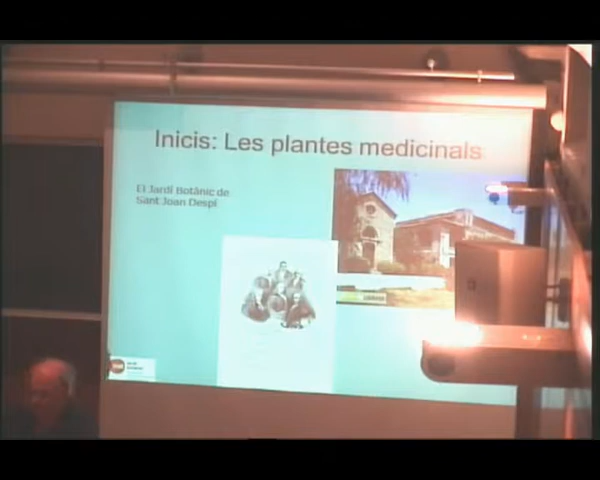 Inicis: Les plantes medicinals
El Jardí Botànic de
Sant Joan Despí